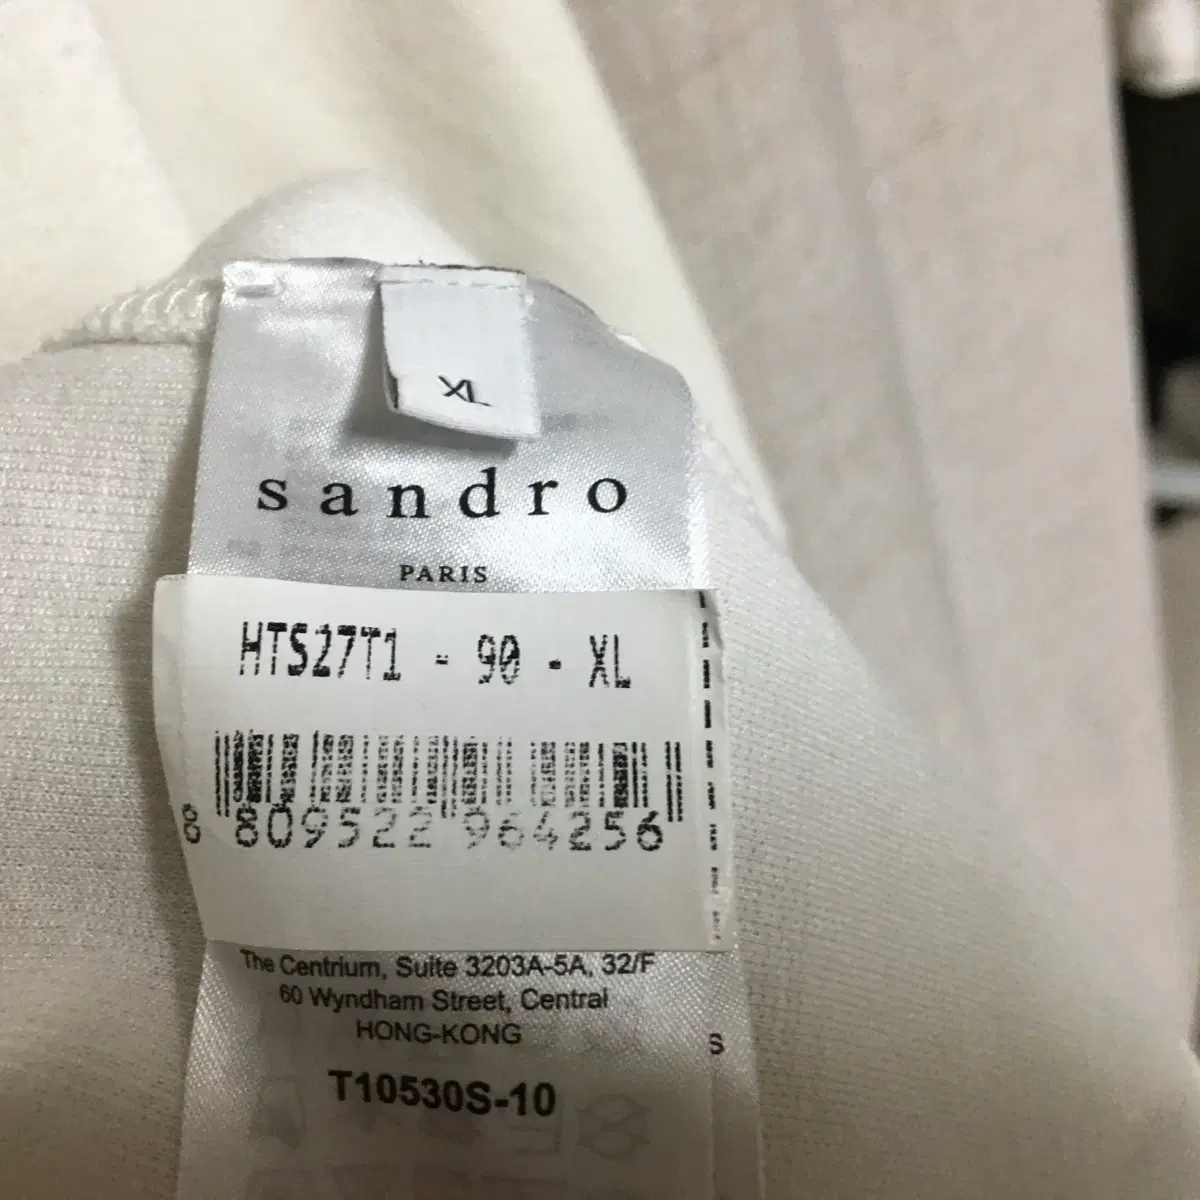 XL
sandro
PARIS
HTS27T1 - 90 - XL
8 809522 964256
The Centrium, Suite 3203A-5A, 32/F
60 Wyndham Street, Central
HONG-KONG
S
T10530S-10